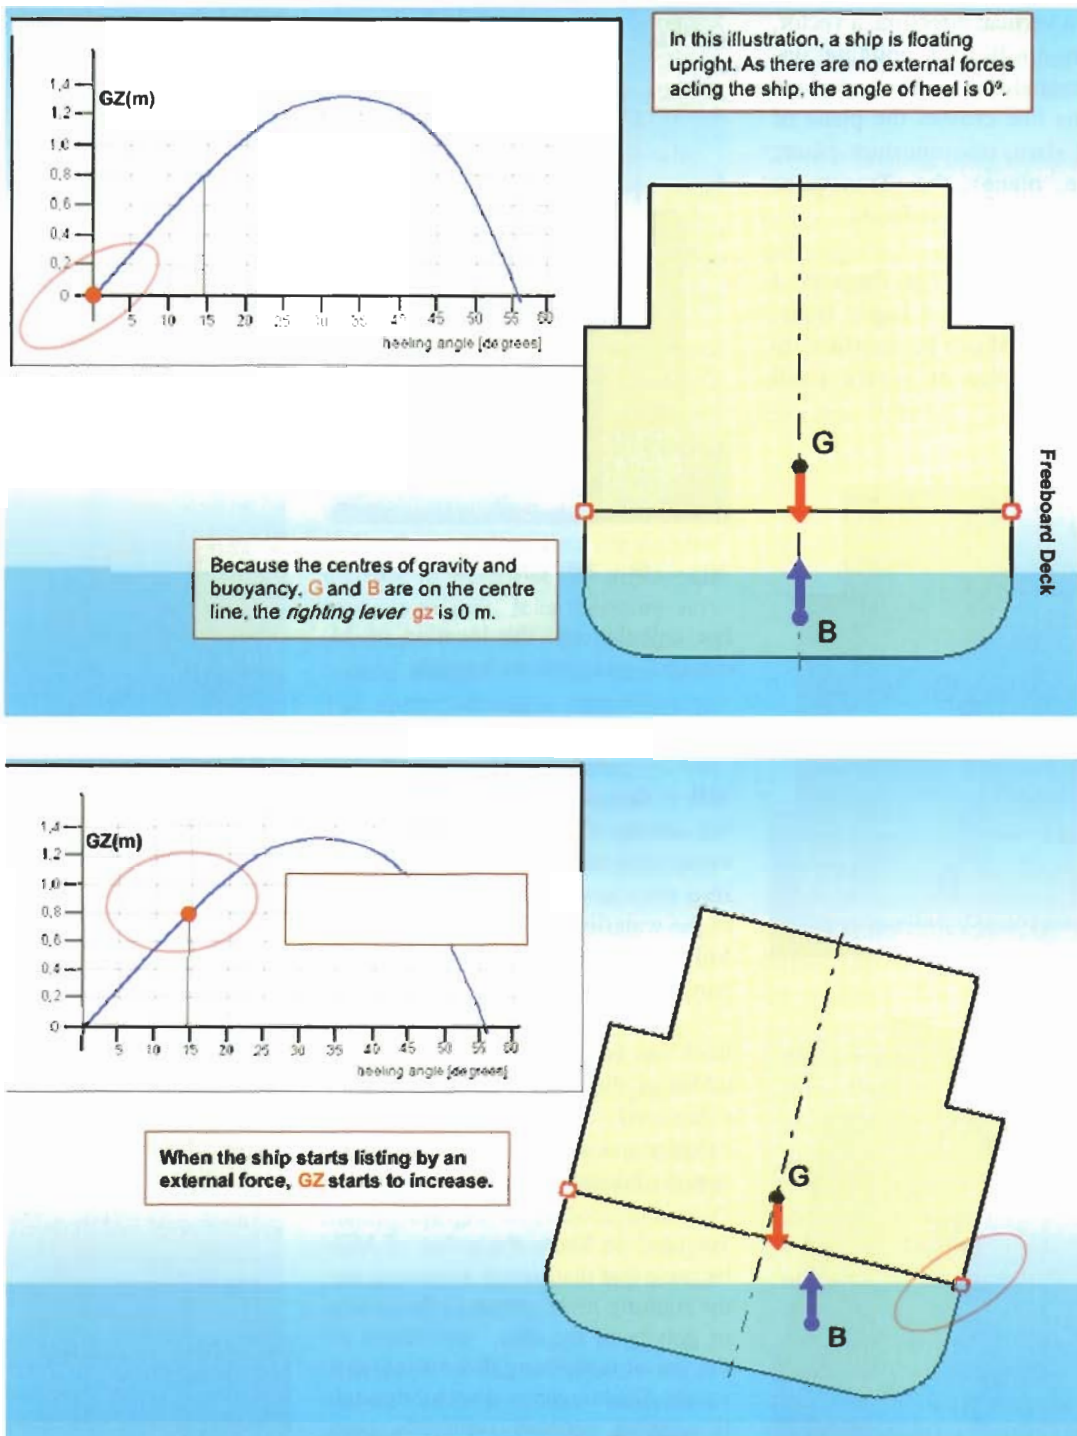 In this illustration, a ship is floating
upright. As there are no external forces
acting the ship, the angle of heel is 0º.
GZ(m)
1,4
1,2
1,0
0,8
0,6
0,4
0,2
0
5 10 15 20 25 30 35 40 45 50 55 60
heeling angle [degrees]
G
B
Freeboard Deck
Because the centres of gravity and
buoyancy, G and B are on the centre
line, the righting lever gz is 0 m.
GZ(m)
1,4
1,2
1,0
0,8
0,6
0,4
0,2
0
5 10 15 20 25 30 35 40 45 50 55 60
heeling angle [degrees]
When the ship starts listing by an
external force, GZ starts to increase.
G
B